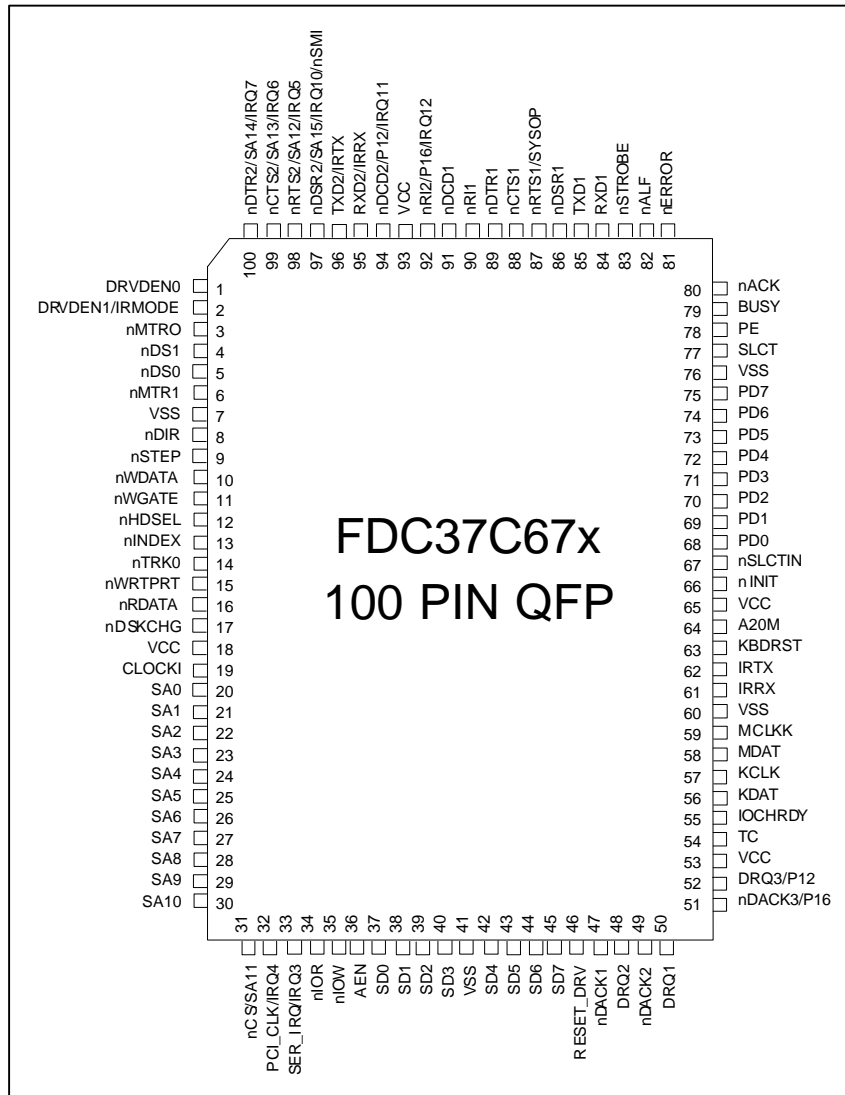 nDTR2/SA14/IRQ7
nCTS2/SA13/IRQ6
nRTS2/SA12/IRQ5
nDSR2/SA15/IRQ10/nSMI
TXD2/IRTX
RXD2/IRRX
nDCD2/P12/IRQ11
VCC
nRI2/P16/IRQ12
nDCD1
nRI1
nDTR1
nCTS1
nRTS1/SYSOP
nDSR1
TXD1
RXD1
nSTROBE
nALF
nERROR
100 99 98 97 96 95 94 93 92 91 90 89 88 87 86 85 84 83 82 81
DRVDEN0 1
DRVDEN1/IRMODE 2
nMTRO 3
nDS1 4
nDS0 5
nMTR1 6
VSS 7
nDIR 8
nSTEP 9
nWDATA 10
nWGATE 11
nHDSEL 12
nINDEX 13
nTRK0 14
nWRTPRT 15
nRDATA 16
nDSKCHG 17
VCC 18
CLOCKI 19
SA0 20
SA1 21
SA2 22
SA3 23
SA4 24
SA5 25
SA6 26
SA7 27
SA8 28
SA9 29
SA10 30
FDC37C67x
100 PIN QFP
80 nACK
79 BUSY
78 PE
77 SLCT
76 VSS
75 PD7
74 PD6
73 PD5
72 PD4
71 PD3
70 PD2
69 PD1
68 PD0
67 nSLCTIN
66 nINIT
65 VCC
64 A20M
63 KBDRST
62 IRTX
61 IRRX
60 VSS
59 MCLKK
58 MDAT
57 KCLK
56 KDAT
55 IOCHRDY
54 TC
53 VCC
52 DRQ3/P12
51 nDACK3/P16
31 32 33 34 35 36 37 38 39 40 41 42 43 44 45 46 47 48 49 50
nCS/SA11
PCI_CLK/IRQ4
SER_IRQ/IRQ3
nIOR
nIOW
AEN
SD0
SD1
SD2
SD3
VSS
SD4
SD5
SD6
SD7
RESET_DRV
nDACK1
DRQ2
nDACK2
DRQ1